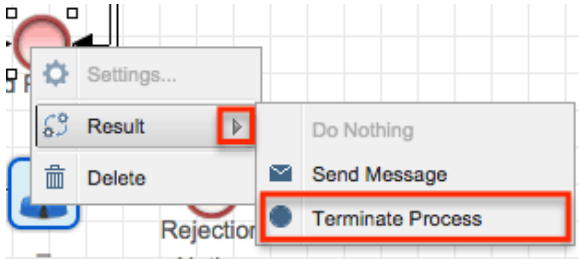 Settings...
Result
Do Nothing
Delete
Send Message
Terminate Process
Rejection